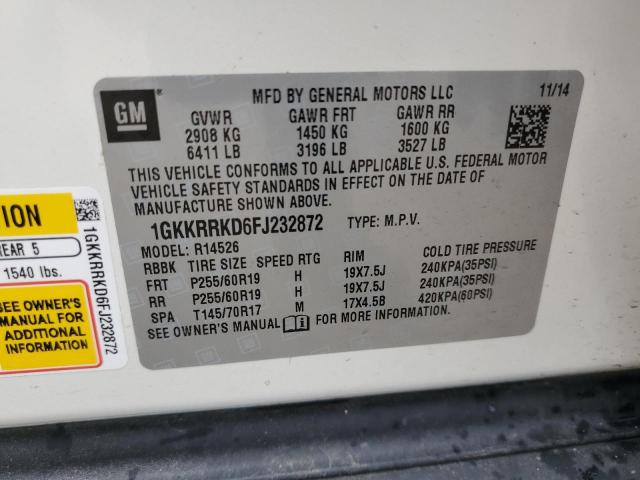 GM
MFD BY GENERAL MOTORS LLC 11/14
GVWR GAWR FRT GAWR RR
2908 KG 1450 KG 1600 KG
6411 LB 3196 LB 3527 LB
THIS VEHICLE CONFORMS TO ALL APPLICABLE U.S. FEDERAL MOTOR
VEHICLE SAFETY STANDARDS IN EFFECT ON THE DATE OF
MANUFACTURE SHOWN ABOVE.
1GKKRRKD6FJ232872 TYPE: M.P.V.
MODEL: R14526
RBBK TIRE SIZE SPEED RTG RIM COLD TIRE PRESSURE
FRT P255/60R19 H 19X7.5J 240KPA(35PSI)
RR P255/60R19 H 19X7.5J 240KPA(35PSI)
SPA T145/70R17 M 17X4.5B 420KPA(60PSI)
SEE OWNER'S MANUAL FOR MORE INFORMATION.
TION
REAR 5
1540 lbs.
SEE OWNER'S
MANUAL FOR
ADDITIONAL
INFORMATION
1GKKRRKD6FJ232872